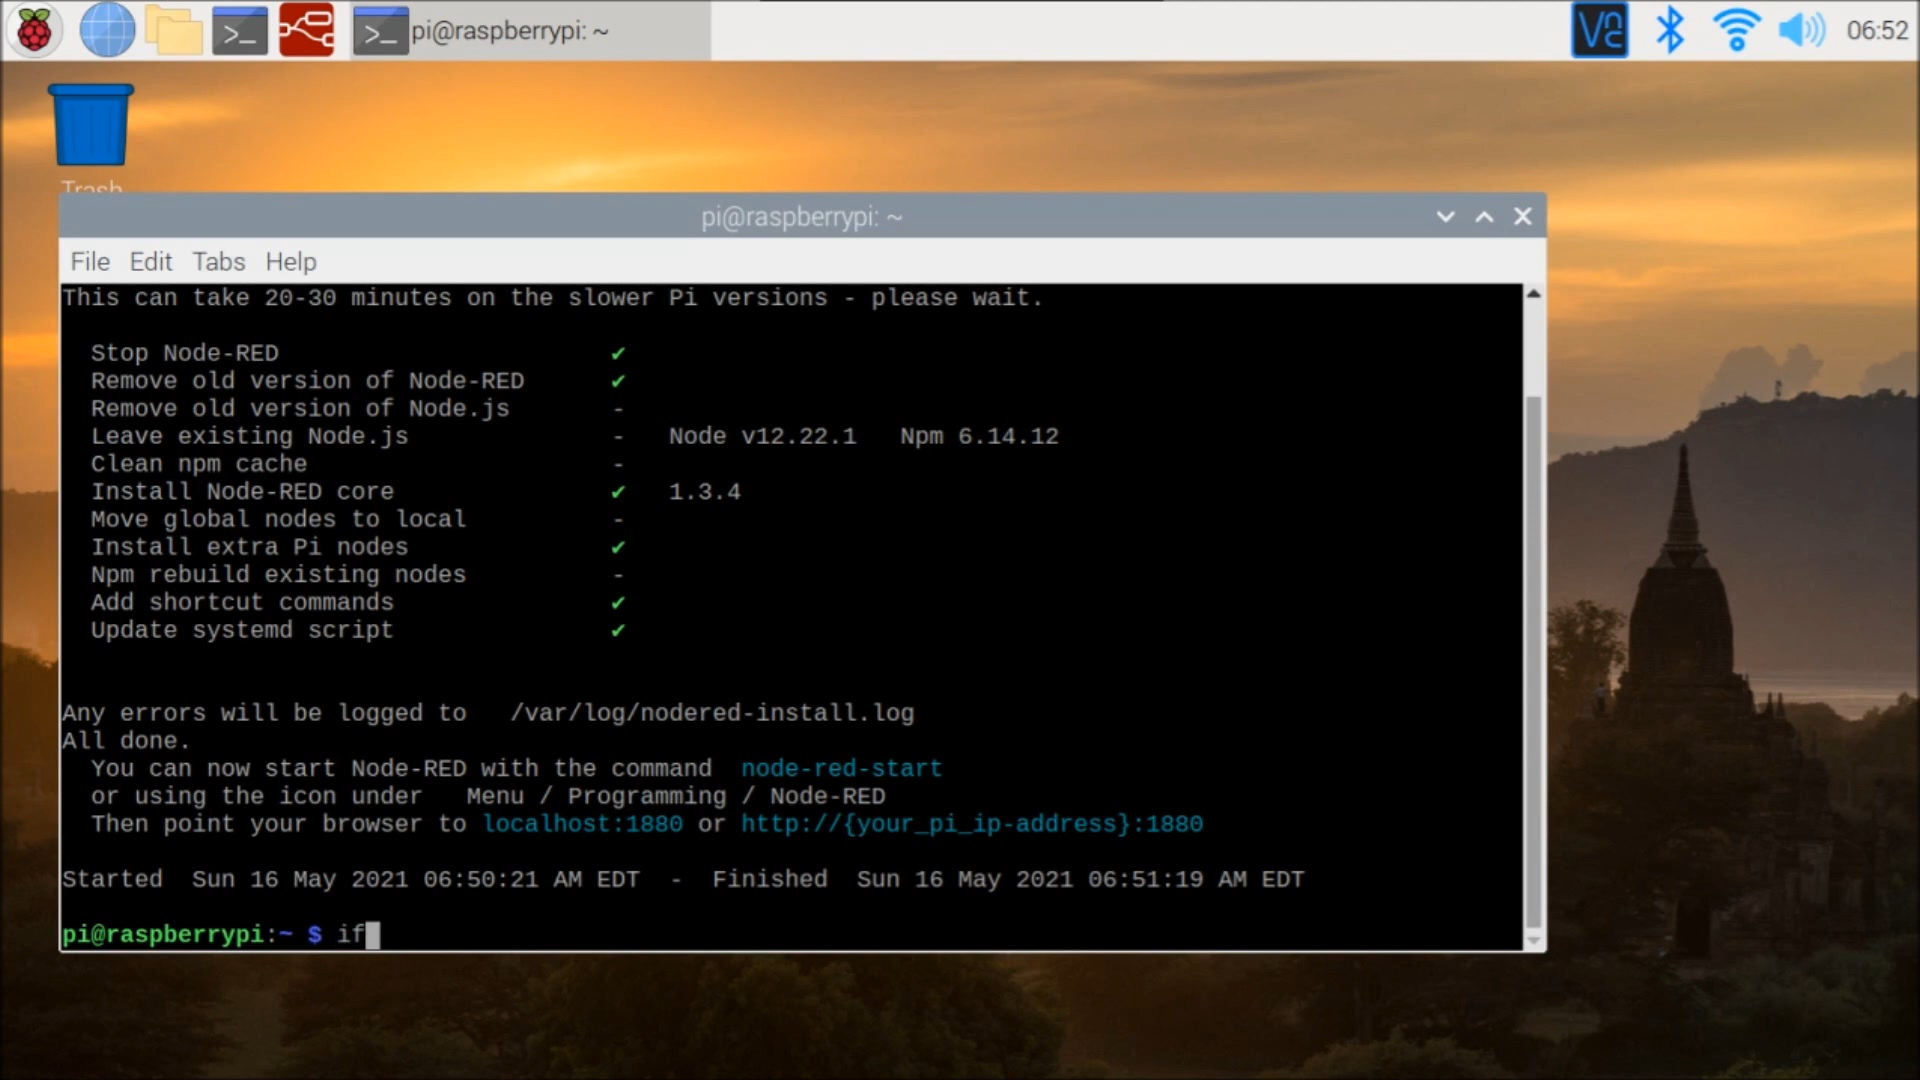 pi@raspberrypi: ~
VNC
06:52
Trash
pi@raspberrypi: ~
File Edit Tabs Help
This can take 20-30 minutes on the slower Pi versions - please wait.
Stop Node-RED ✔
Remove old version of Node-RED ✔
Remove old version of Node.js -
Leave existing Node.js - Node v12.22.1 Npm 6.14.12
Clean npm cache -
Install Node-RED core ✔ 1.3.4
Move global nodes to local -
Install extra Pi nodes ✔
Npm rebuild existing nodes -
Add shortcut commands ✔
Update systemd script ✔
Any errors will be logged to /var/log/nodered-install.log
All done.
You can now start Node-RED with the command node-red-start
or using the icon under Menu / Programming / Node-RED
Then point your browser to localhost:1880 or http://{your_pi_ip-address}:1880
Started Sun 16 May 2021 06:50:21 AM EDT - Finished Sun 16 May 2021 06:51:19 AM EDT
pi@raspberrypi:~ $ if